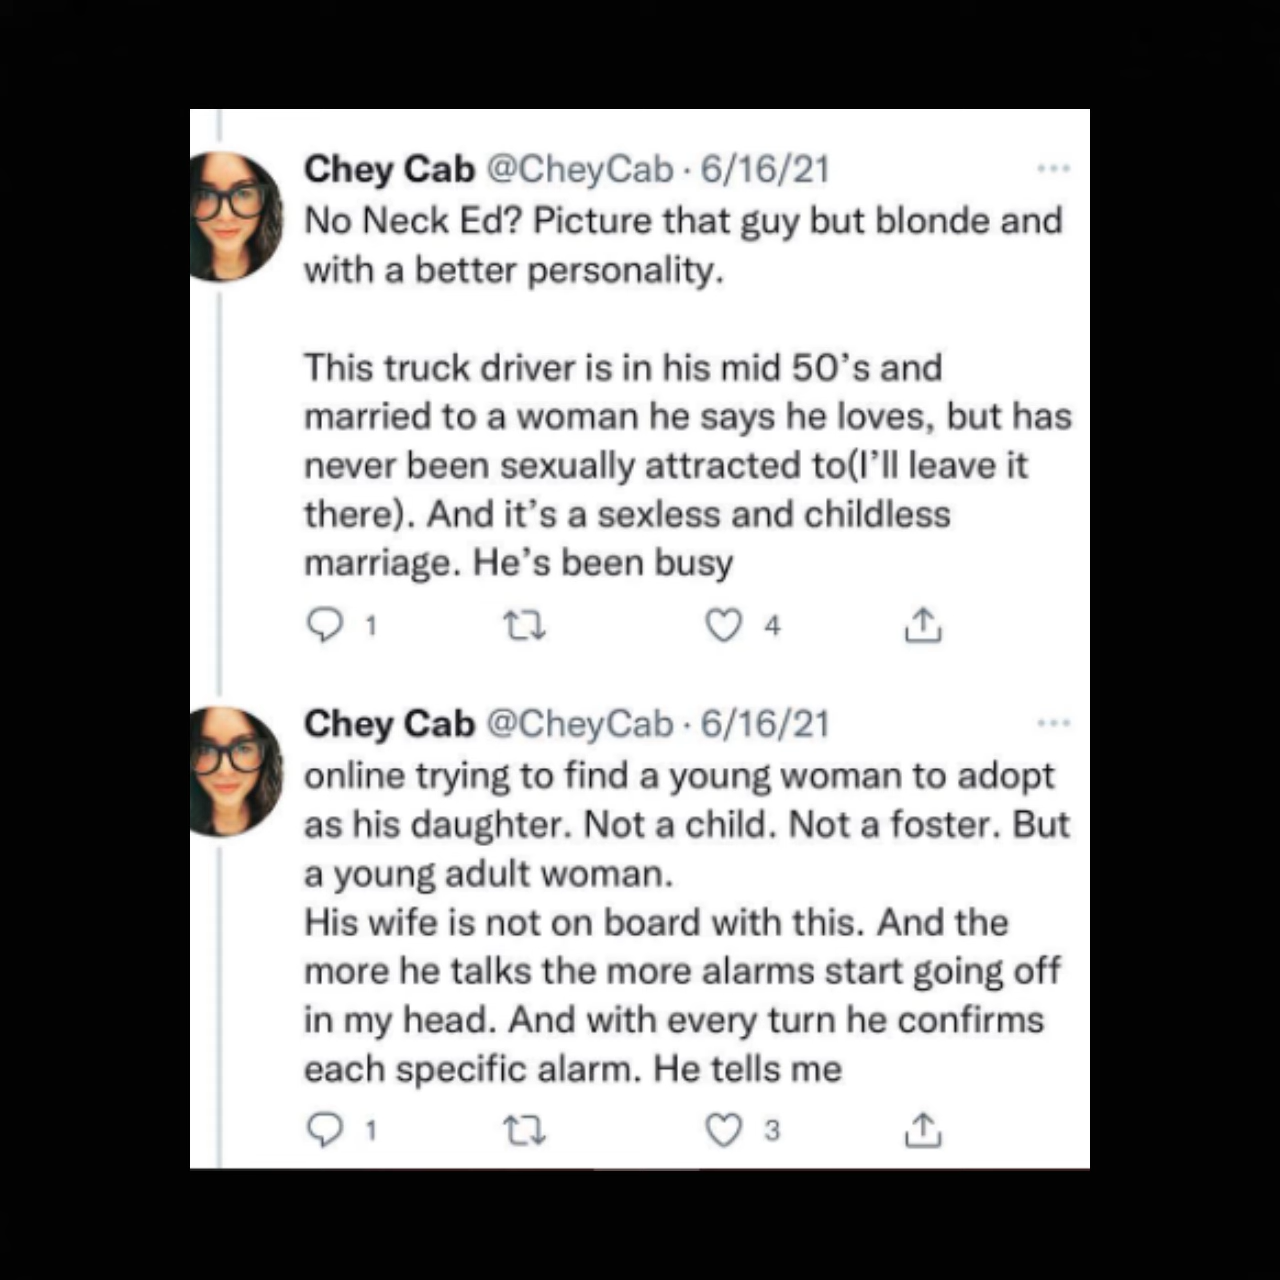 Chey Cab @CheyCab · 6/16/21
No Neck Ed? Picture that guy but blonde and
with a better personality.
This truck driver is in his mid 50's and
married to a woman he says he loves, but has
never been sexually attracted to(I'll leave it
there). And it's a sexless and childless
marriage. He's been busy
1 4
Chey Cab @CheyCab · 6/16/21
online trying to find a young woman to adopt
as his daughter. Not a child. Not a foster. But
a young adult woman.
His wife is not on board with this. And the
more he talks the more alarms start going off
in my head. And with every turn he confirms
each specific alarm. He tells me
1 3